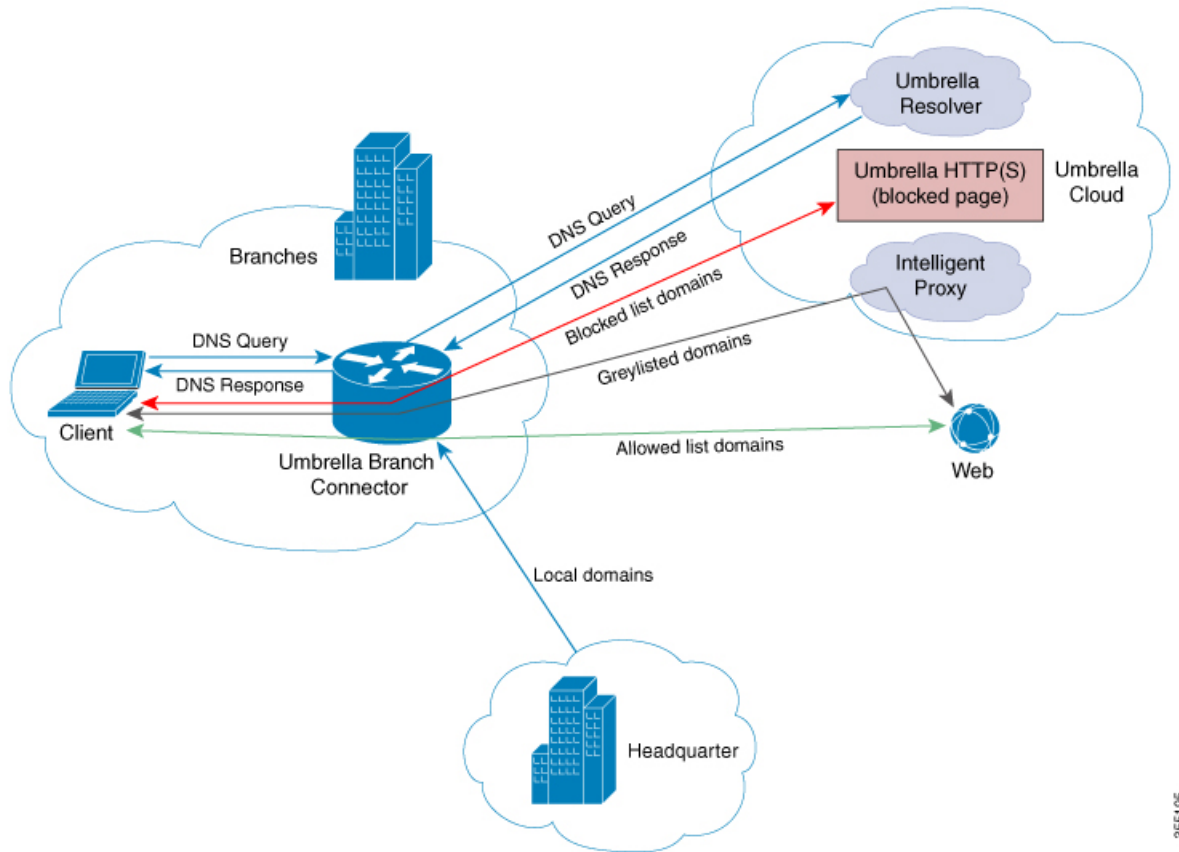 Umbrella
Resolver
Umbrella HTTP(S)
(blocked page)
Umbrella
Cloud
Intelligent
Proxy
Branches
DNS Query
DNS Response
Blocked list domains
Greylisted domains
DNS Query
DNS Response
Client
Umbrella Branch
Connector
Allowed list domains
Web
Local domains
Headquarter